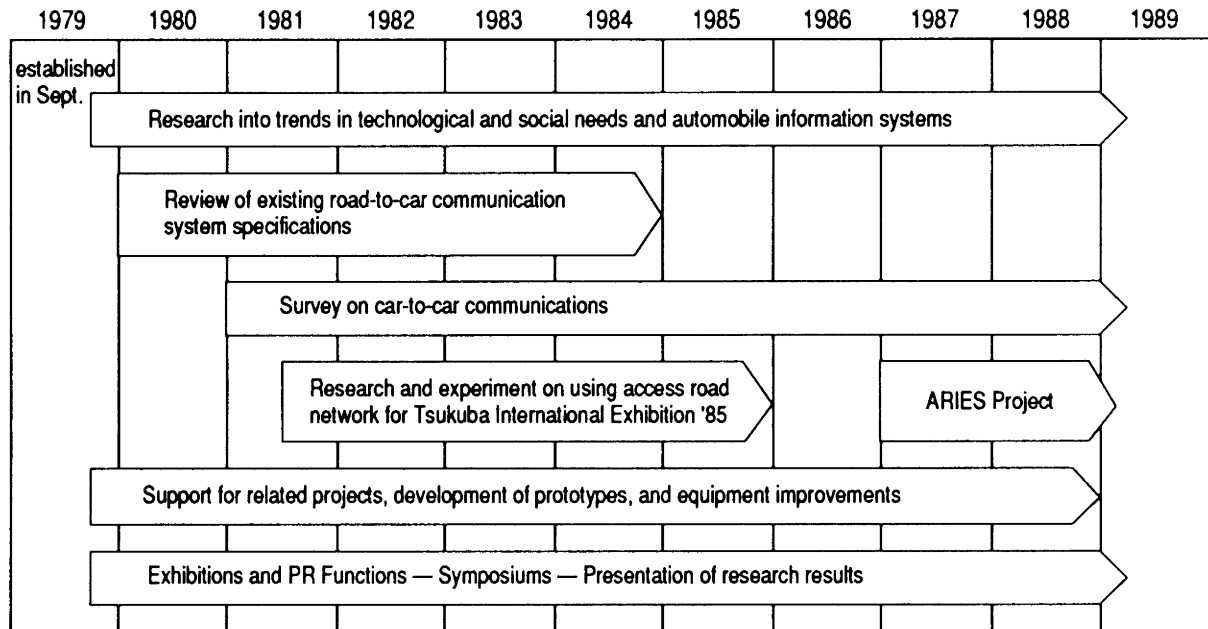 1979 1980 1981 1982 1983 1984 1985 1986 1987 1988 1989
established
in Sept.
Research into trends in technological and social needs and automobile information systems
Review of existing road-to-car communication
system specifications
Survey on car-to-car communications
Research and experiment on using access road
network for Tsukuba International Exhibition '85
ARIES Project
Support for related projects, development of prototypes, and equipment improvements
Exhibitions and PR Functions — Symposiums — Presentation of research results